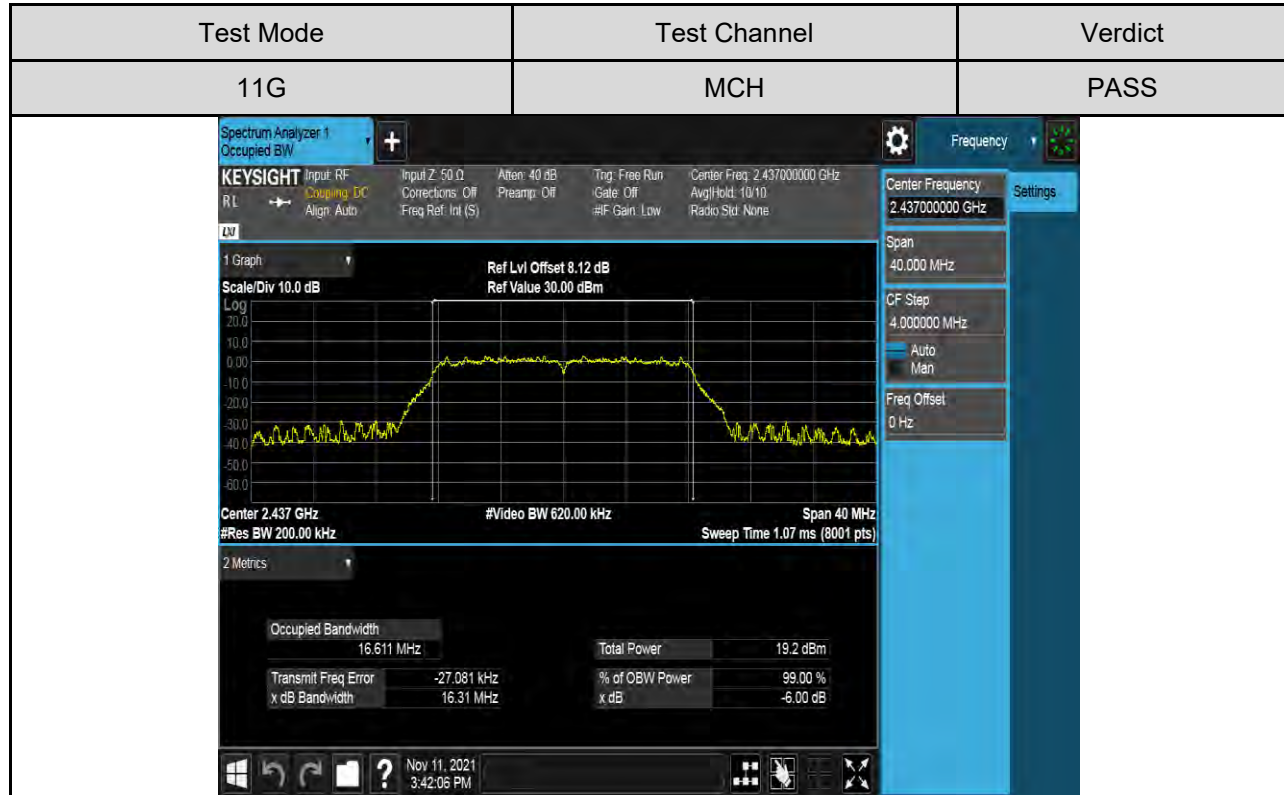 Test Mode Test Channel Verdict
11G MCH PASS
Spectrum Analyzer 1
Occupied BW
+
Frequency
KEYSIGHT Input: RF Input Z: 50 Ω Atten: 40 dB Trig: Free Run Center Freq: 2.437000000 GHz
RL Coupling: DC Corrections: Off Preamp: Off Gate: Off Avg|Hold: 10/10
Align: Auto Freq Ref: Int (S) #IF Gain: Low Radio Std: None
LXI
Center Frequency
2.437000000 GHz
Settings
Span
40.000 MHz
CF Step
4.000000 MHz
Auto
Man
Freq Offset
0 Hz
1 Graph
Ref Lvl Offset 8.12 dB
Scale/Div 10.0 dB Ref Value 30.00 dBm
Log
20.0
10.0
0.00
-10.0
-20.0
-30.0
-40.0
-50.0
-60.0
Center 2.437 GHz #Video BW 620.00 kHz Span 40 MHz
#Res BW 200.00 kHz Sweep Time 1.07 ms (8001 pts)
2 Metrics
Occupied Bandwidth
16.611 MHz Total Power 19.2 dBm
Transmit Freq Error -27.081 kHz % of OBW Power 99.00 %
x dB Bandwidth 16.31 MHz x dB -6.00 dB
?
Nov 11, 2021
3:42:06 PM